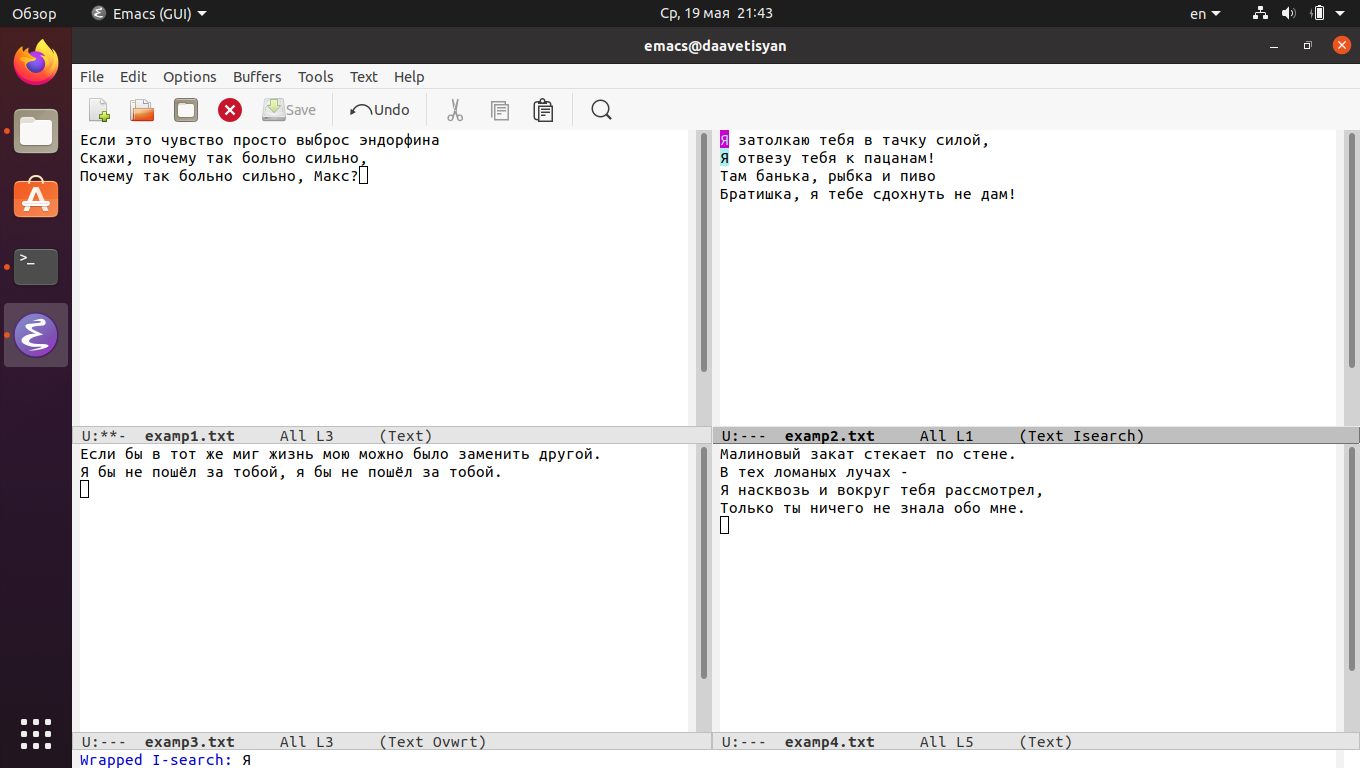 Обзор Emacs (GUI) Ср, 19 мая 21:43 en
emacs@daavetisyan
File Edit Options Buffers Tools Text Help
Save Undo
Если это чувство просто выброс эндорфина
Скажи, почему так больно сильно,
Почему так больно сильно, Макс?
U:**- examp1.txt All L3 (Text)
Я затолкаю тебя в тачку силой,
Я отвезу тебя к пацанам!
Там банька, рыбка и пиво
Братишка, я тебе сдохнуть не дам!
U:--- examp2.txt All L1 (Text Isearch)
Если бы в тот же миг жизнь мою можно было заменить другой.
Я бы не пошёл за тобой, я бы не пошёл за тобой.
U:--- examp3.txt All L3 (Text Ovwrt)
Малиновый закат стекает по стене.
В тех ломаных лучах -
Я насквозь и вокруг тебя рассмотрел,
Только ты ничего не знала обо мне.
U:--- examp4.txt All L5 (Text)
Wrapped I-search: Я